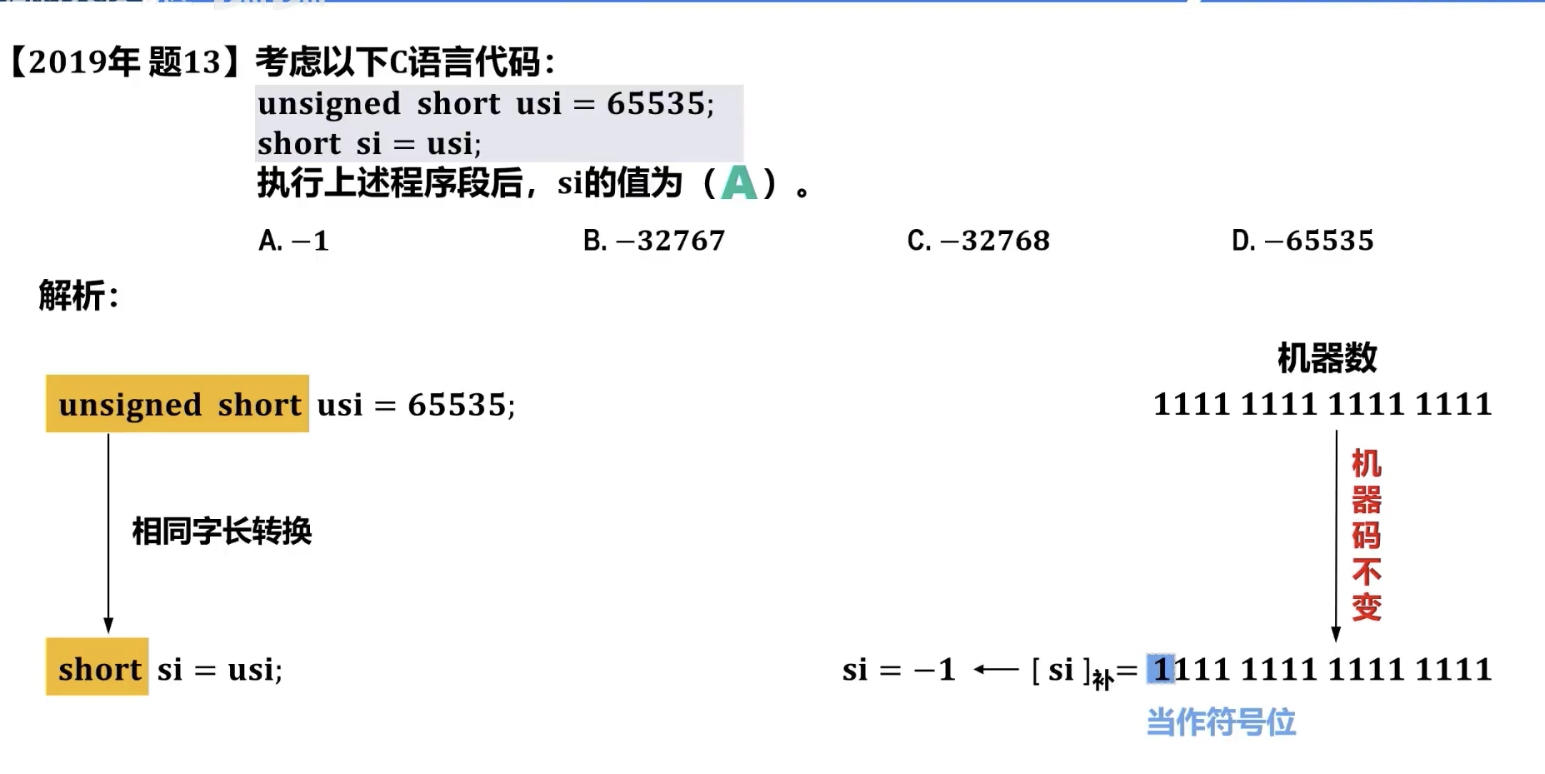 【2019年 题13】考虑以下C语言代码：
unsigned short usi = 65535;
short si = usi;
执行上述程序段后，si的值为（A）。
A. −1 B. −32767 C. −32768 D. −65535
解析：
机器数
unsigned short usi = 65535; 1111 1111 1111 1111
相同字长转换
机器码不变
short si = usi; si = −1 ← [ si ]补= 1111 1111 1111 1111
当作符号位